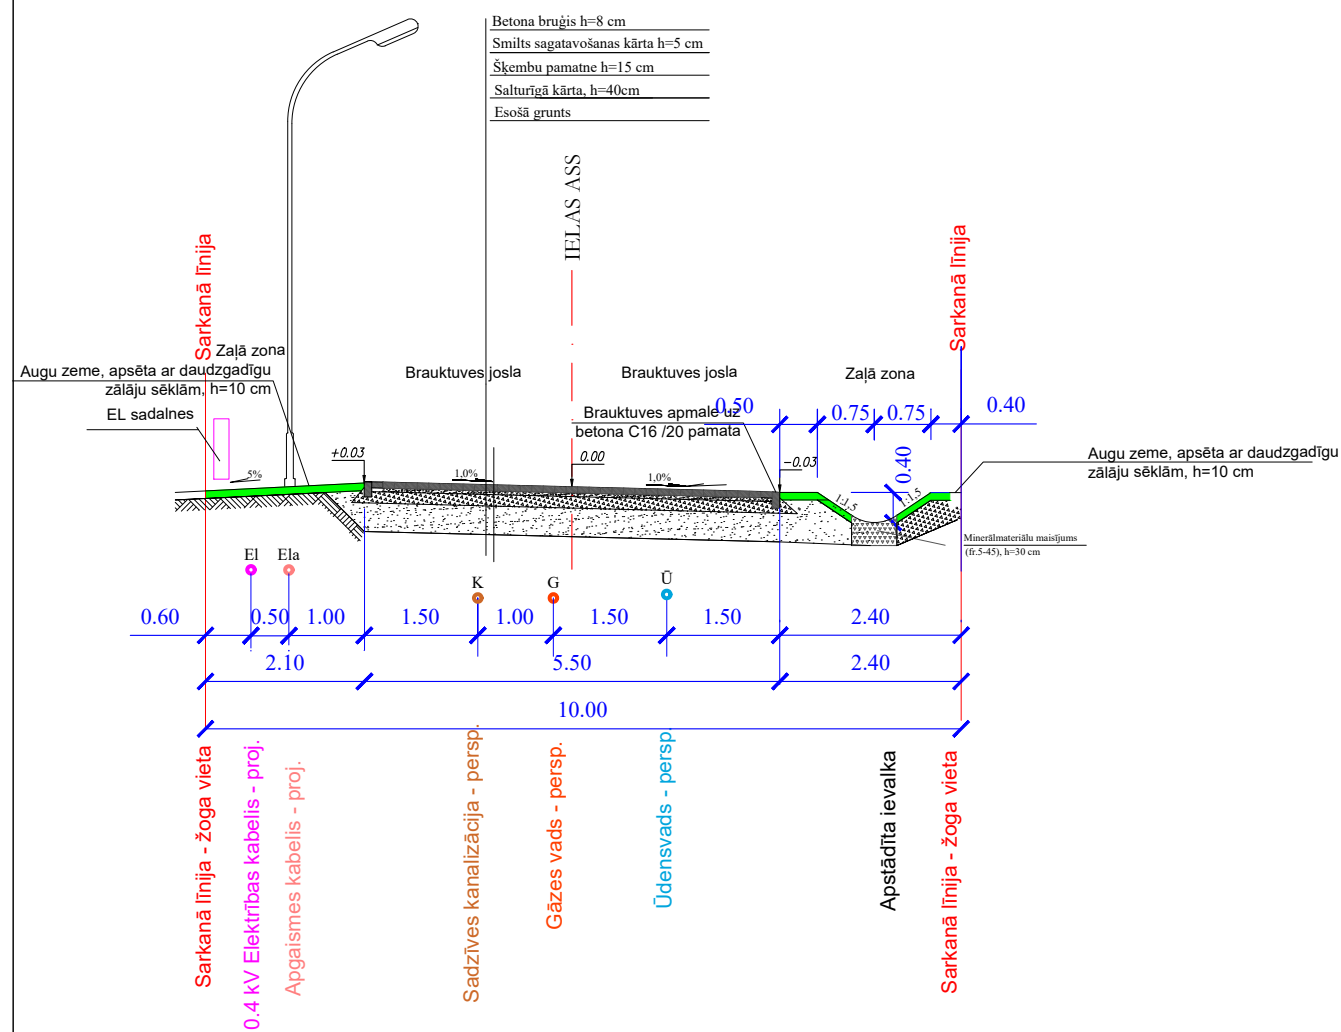 Betona bruģis h=8 cm
Smilts sagatavošanas kārta h=5 cm
Šķembu pamatne h=15 cm
Salturīgā kārta, h=40cm
Esošā grunts
IELAS ASS
Sarkanā līnija
Sarkanā līnija
Zaļā zona
Augu zeme, apsēta ar daudzgadīgu
zālāju sēklām, h=10 cm
EL sadalnes
Brauktuves josla
Brauktuves josla
Zaļā zona
Brauktuves apmale uz
betona C16 /20 pamata
0.50
0.75
0.75
0.40
0.40
Augu zeme, apsēta ar daudzgadīgu
zālāju sēklām, h=10 cm
+0.03
0.00
-0.03
5%
1,0%
1,0%
1:1,5
1:1,5
Minerālmateriālu maisījums
(fr.5-45), h=30 cm
El
Ela
K
G
Ū
0.60
0.50
1.00
1.50
1.00
1.50
1.50
2.40
2.10
5.50
2.40
10.00
Sarkanā līnija - žoga vieta
0.4 kV Elektrības kabelis - proj.
Apgaismes kabelis - proj.
Sadzīves kanalizācija - persp.
Gāzes vads - persp.
Ūdensvads - persp.
Apstādīta ievalka
Sarkanā līnija - žoga vieta